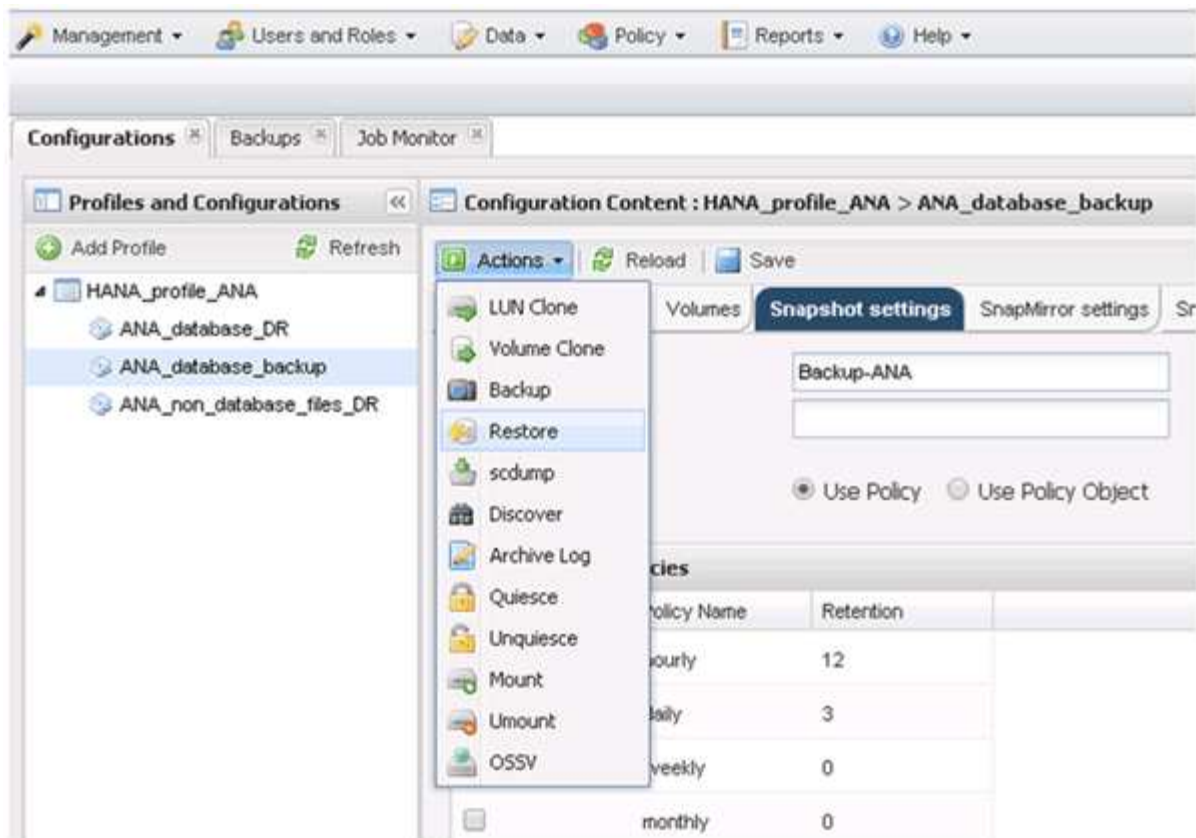 Management Users and Roles Data Policy Reports Help
Configurations Backups Job Monitor
Profiles and Configurations
Configuration Content : HANA_profile_ANA > ANA_database_backup
Add Profile Refresh
Actions Reload Save
HANA_profile_ANA
ANA_database_DR
ANA_database_backup
ANA_non_database_files_DR
LUN Clone
Volume Clone
Backup
Restore
scdump
Discover
Archive Log
Quiesce
Unquiesce
Mount
Umount
OSSV
Volumes Snapshot settings SnapMirror settings
Backup-ANA
Use Policy Use Policy Object
Retention
12
3
0
monthly 0